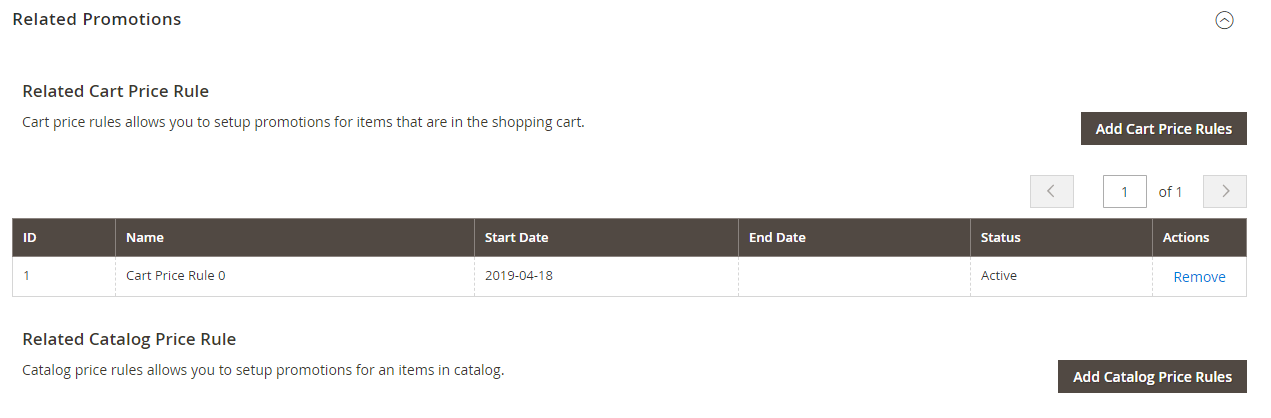 Related Promotions
Related Cart Price Rule
Cart price rules allows you to setup promotions for items that are in the shopping cart.
Add Cart Price Rules
1 of 1
ID Name Start Date End Date Status Actions
1 Cart Price Rule 0 2019-04-18 Active Remove
Related Catalog Price Rule
Catalog price rules allows you to setup promotions for an items in catalog.
Add Catalog Price Rules